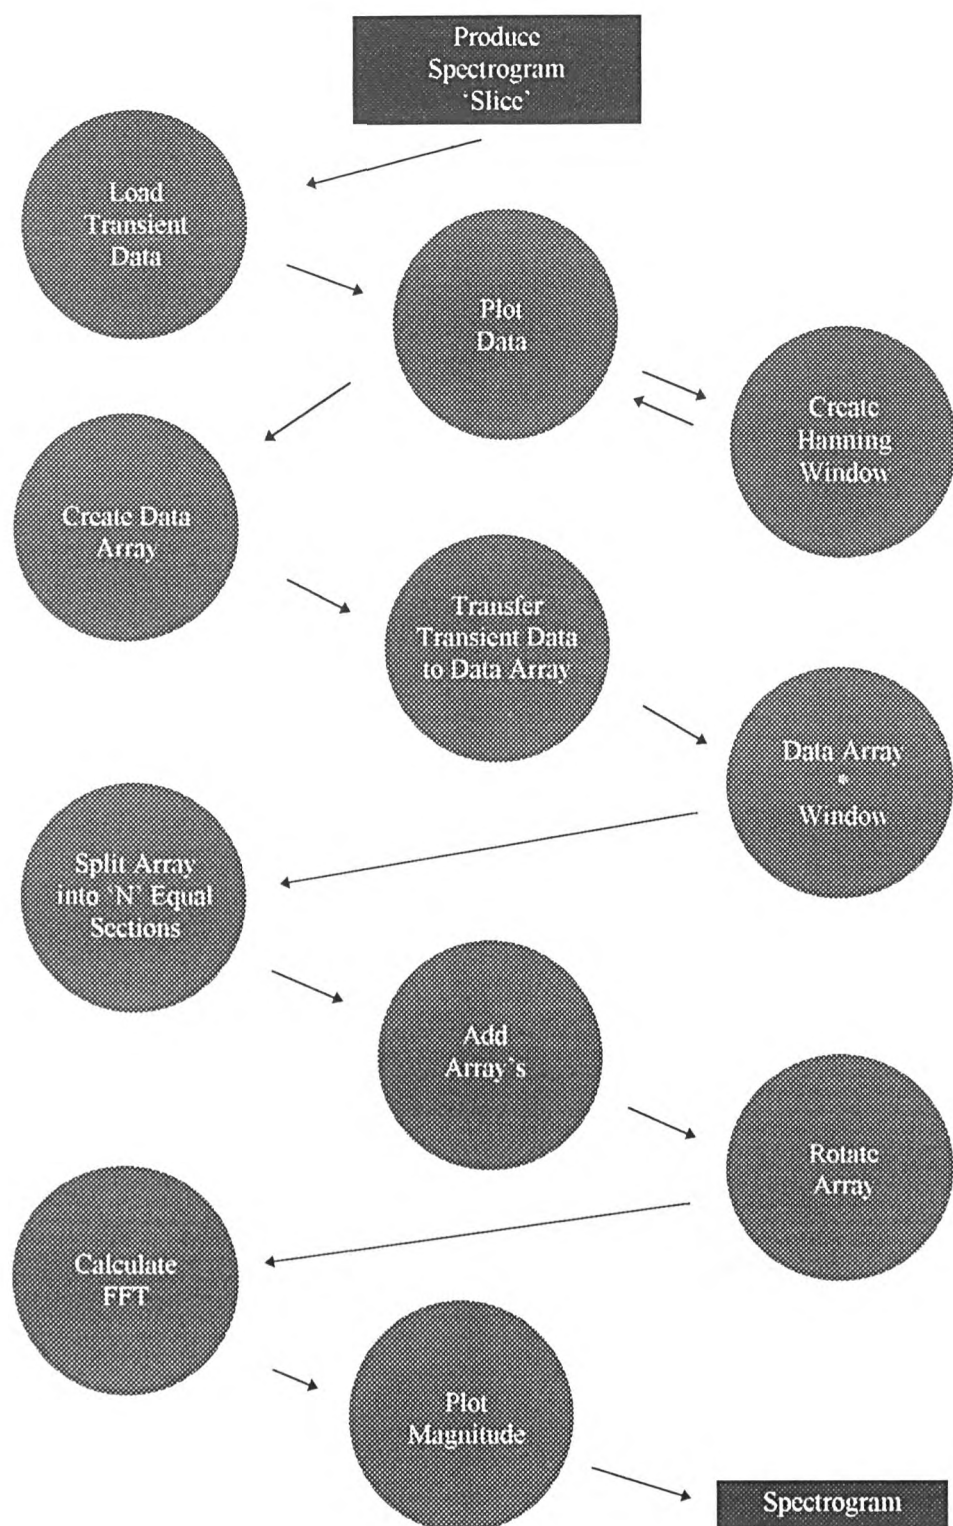 Produce
Spectrogram
'Slice'
Load
Transient
Data
Plot
Data
Create
Hanning
Window
Create Data
Array
Transfer
Transient Data
to Data Array
Data Array
*
Window
Split Array
into 'N' Equal
Sections
Add
Array's
Rotate
Array
Calculate
FFT
Plot
Magnitude
Spectrogram